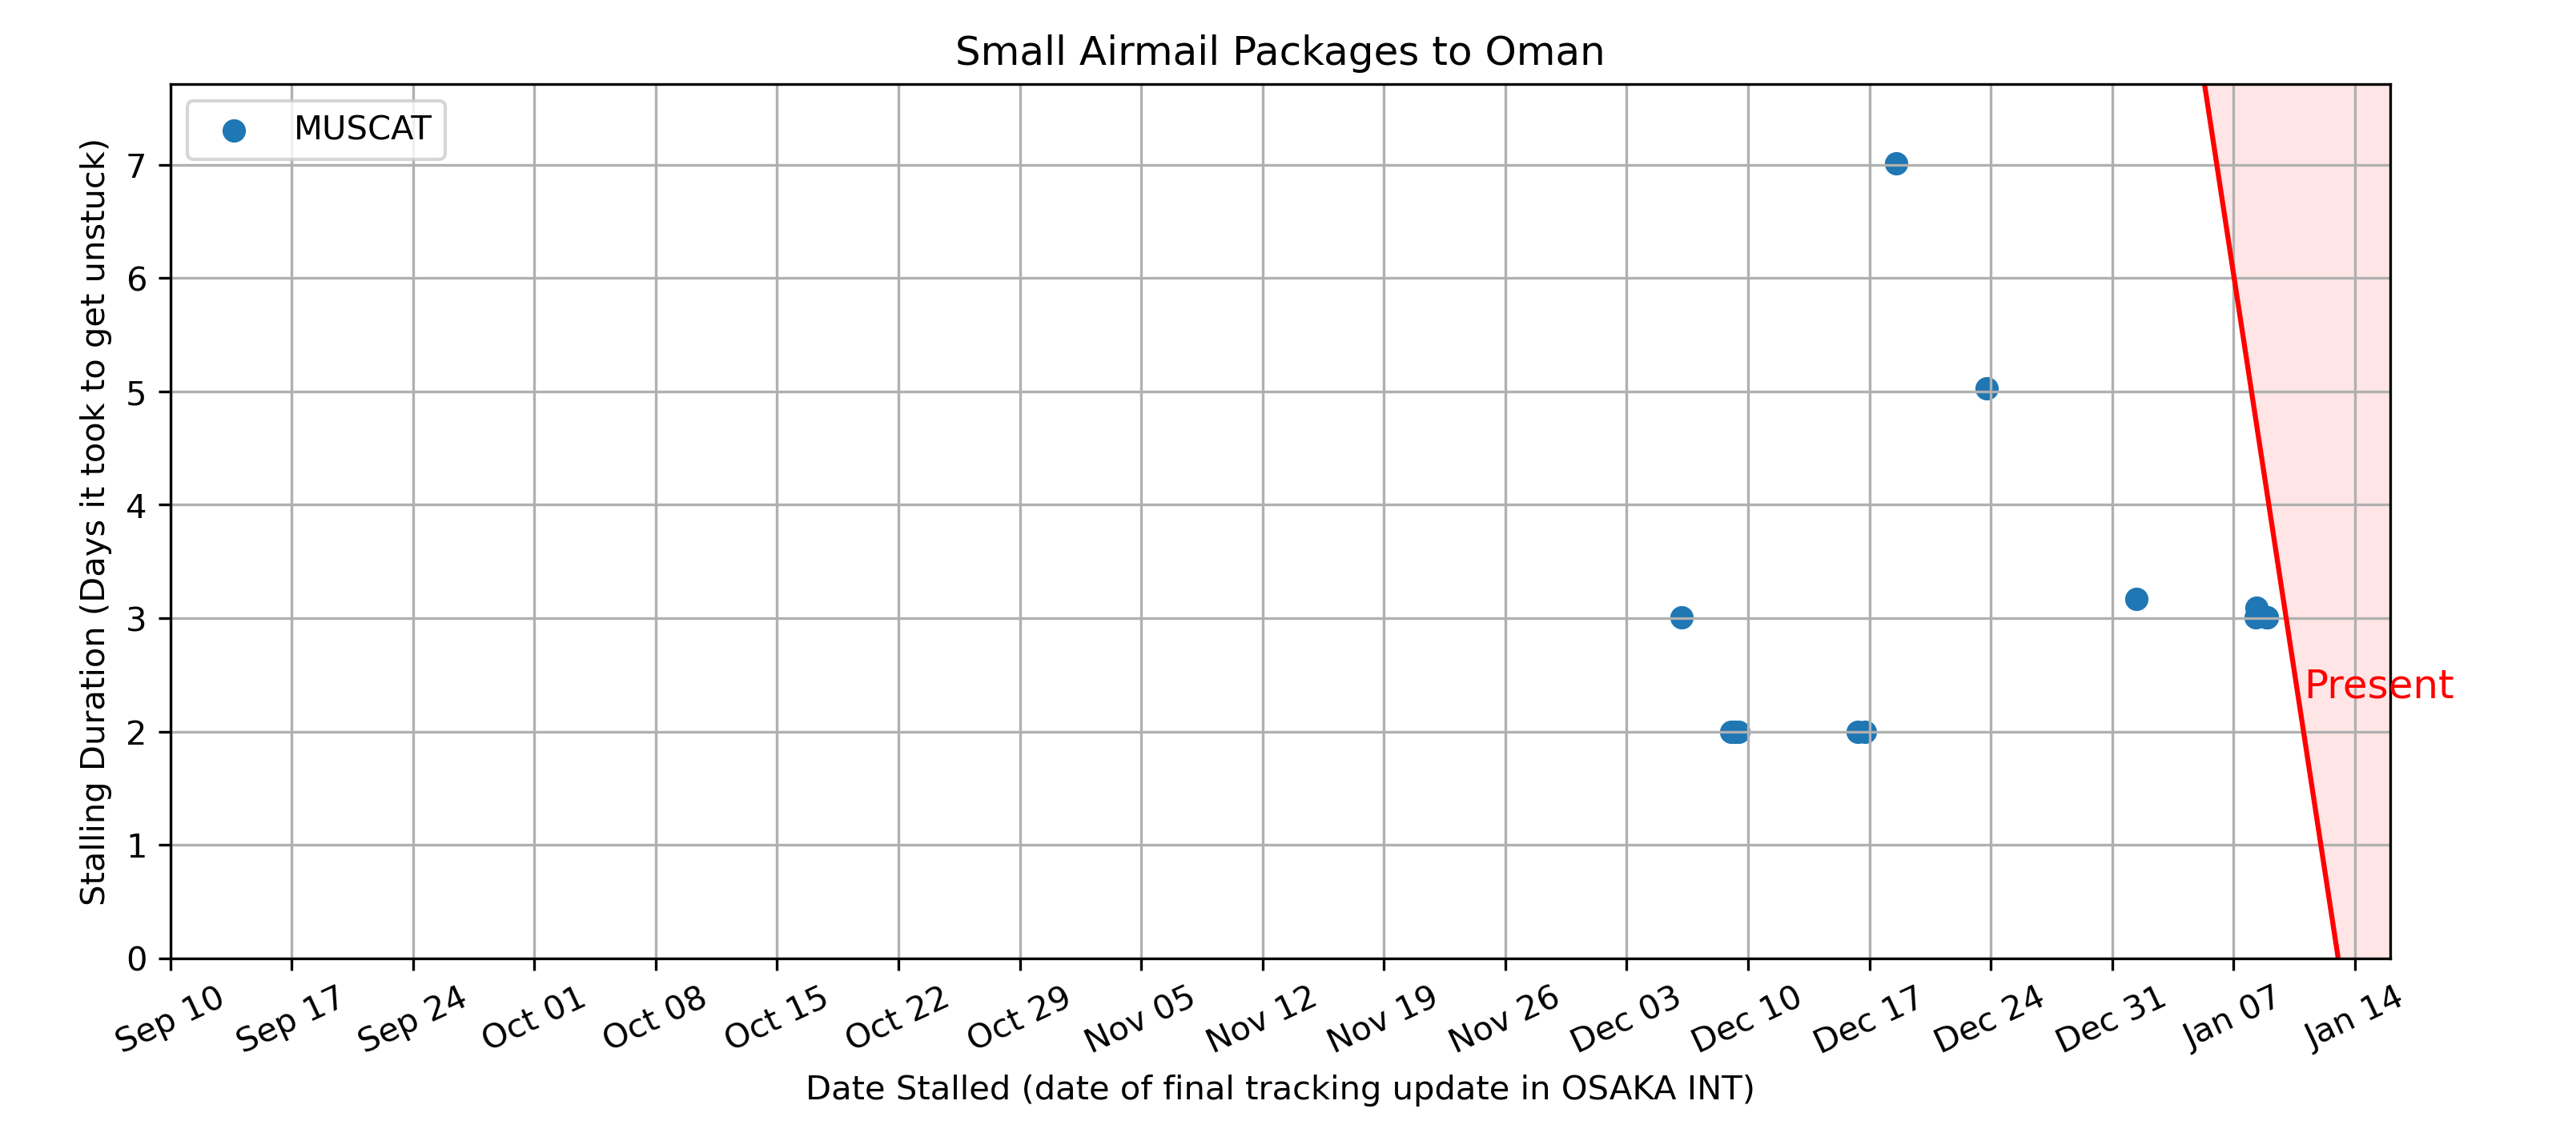 Small Airmail Packages to Oman
MUSCAT
Stalling Duration (Days it took to get unstuck)
7
6
5
4
3
2
1
0
Present
Sep 10
Sep 17
Sep 24
Oct 01
Oct 08
Oct 15
Oct 22
Oct 29
Nov 05
Nov 12
Nov 19
Nov 26
Dec 03
Dec 10
Dec 17
Dec 24
Dec 31
Jan 07
Jan 14
Date Stalled (date of final tracking update in OSAKA INT)